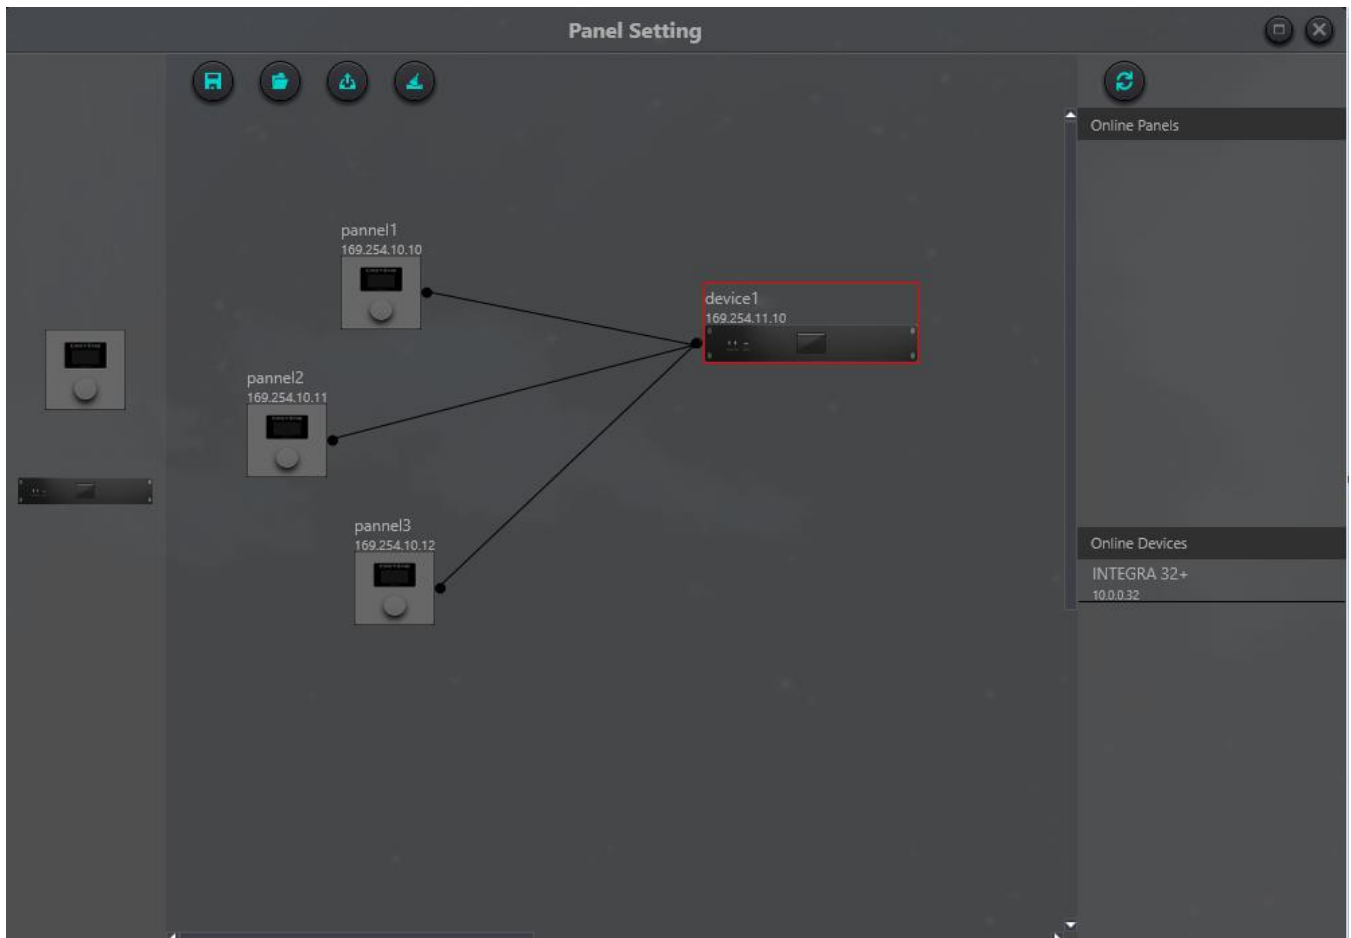 Panel Setting
Online Panels
pannel1
169.254.10.10
device1
169.254.11.10
pannel2
169.254.10.11
pannel3
169.254.10.12
Online Devices
INTEGRA 32+
10.0.0.32